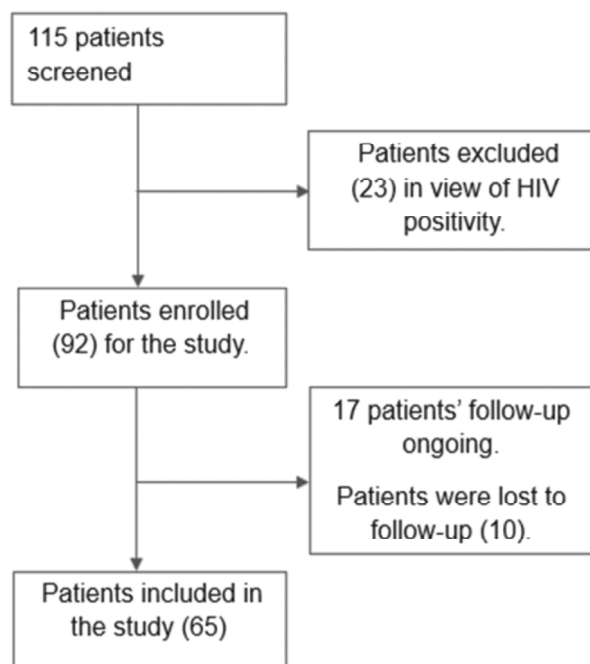 115 patients
screened
Patients excluded
(23) in view of HIV
positivity.
Patients enrolled
(92) for the study.
17 patients’ follow-up
ongoing.
Patients were lost to
follow-up (10).
Patients included in
the study (65)